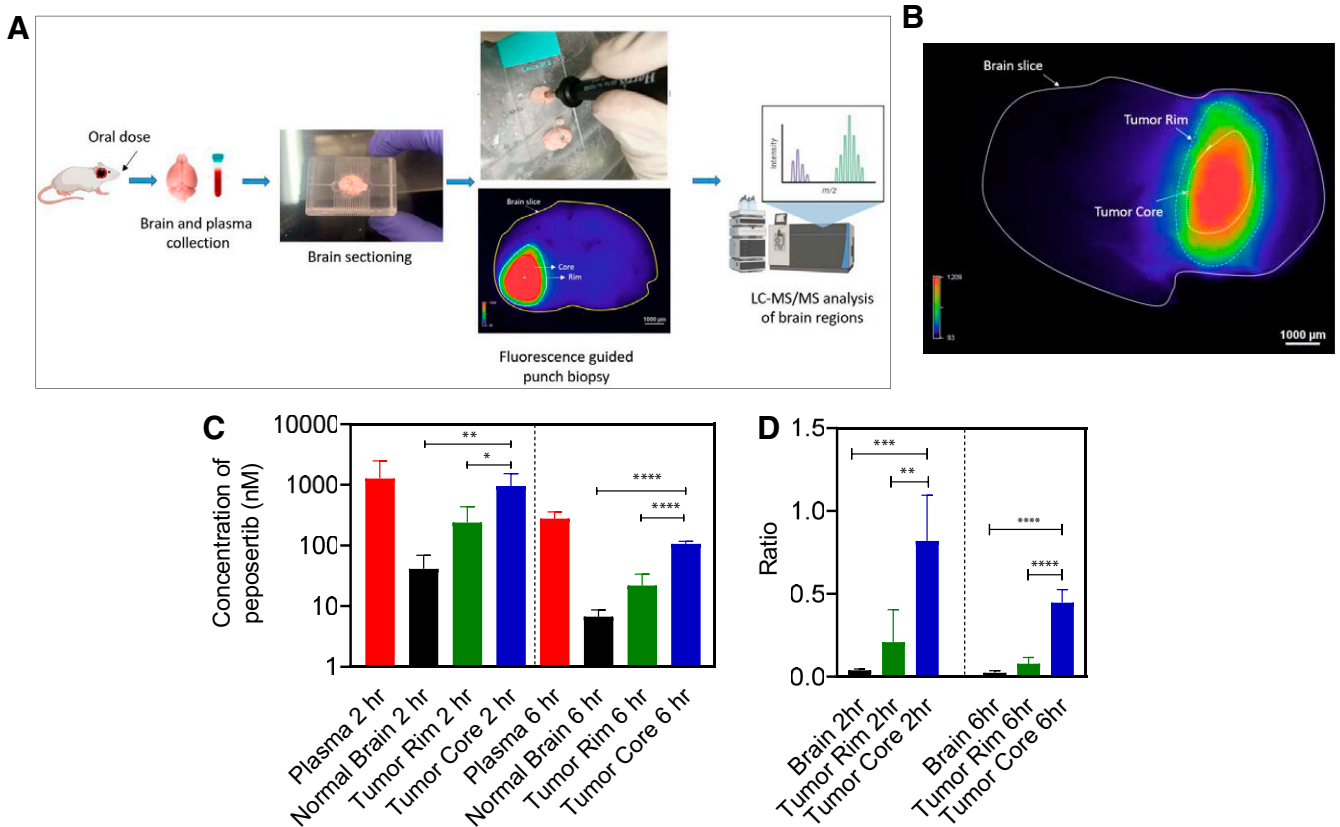 A
Oral dose
Brain and plasma
collection
Brain sectioning
Brain slice
Core
Rim
1000 µm
Fluorescence guided
punch biopsy
Intensity
m/z
LC-MS/MS analysis
of brain regions
B
Brain slice
Tumor Rim
Tumor Core
1209
93
1000 µm
C
Concentration of
peposertib (nM)
10000
1000
100
10
1
**
*
****
****
Plasma 2 hr
Normal Brain 2 hr
Tumor Rim 2 hr
Tumor Core 2 hr
Plasma 6 hr
Normal Brain 6 hr
Tumor Rim 6 hr
Tumor Core 6 hr
D
Ratio
1.5
1.0
0.5
0.0
***
**
****
****
Brain 2hr
Tumor Rim 2hr
Tumor Core 2hr
Brain 6hr
Tumor Rim 6hr
Tumor Core 6hr